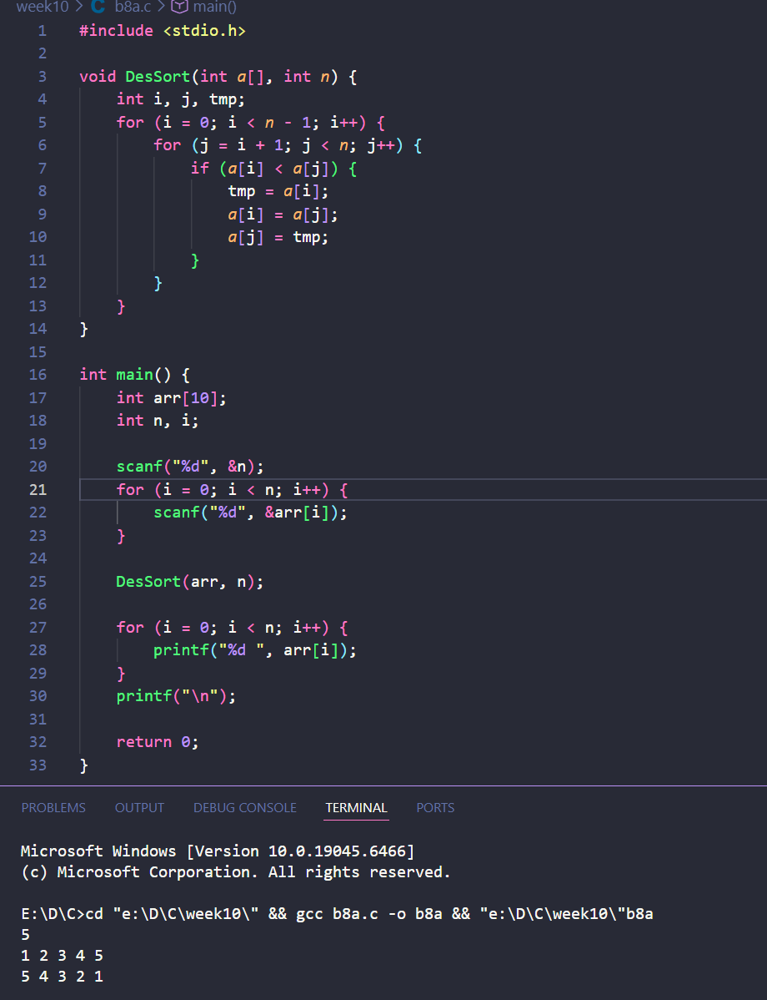 week10 > C b8a.c > main()
1 #include <stdio.h>
2
3 void DesSort(int a[], int n) {
4     int i, j, tmp;
5     for (i = 0; i < n - 1; i++) {
6         for (j = i + 1; j < n; j++) {
7             if (a[i] < a[j]) {
8                 tmp = a[i];
9                 a[i] = a[j];
10                 a[j] = tmp;
11             }
12         }
13     }
14 }
15
16 int main() {
17     int arr[10];
18     int n, i;
19
20     scanf("%d", &n);
21     for (i = 0; i < n; i++) {
22         scanf("%d", &arr[i]);
23     }
24
25     DesSort(arr, n);
26
27     for (i = 0; i < n; i++) {
28         printf("%d ", arr[i]);
29     }
30     printf("\n");
31
32     return 0;
33 }
PROBLEMS OUTPUT DEBUG CONSOLE TERMINAL PORTS
Microsoft Windows [Version 10.0.19045.6466]
(c) Microsoft Corporation. All rights reserved.
E:\D\C>cd "e:\D\C\week10\" && gcc b8a.c -o b8a && "e:\D\C\week10\"b8a
5
1 2 3 4 5
5 4 3 2 1